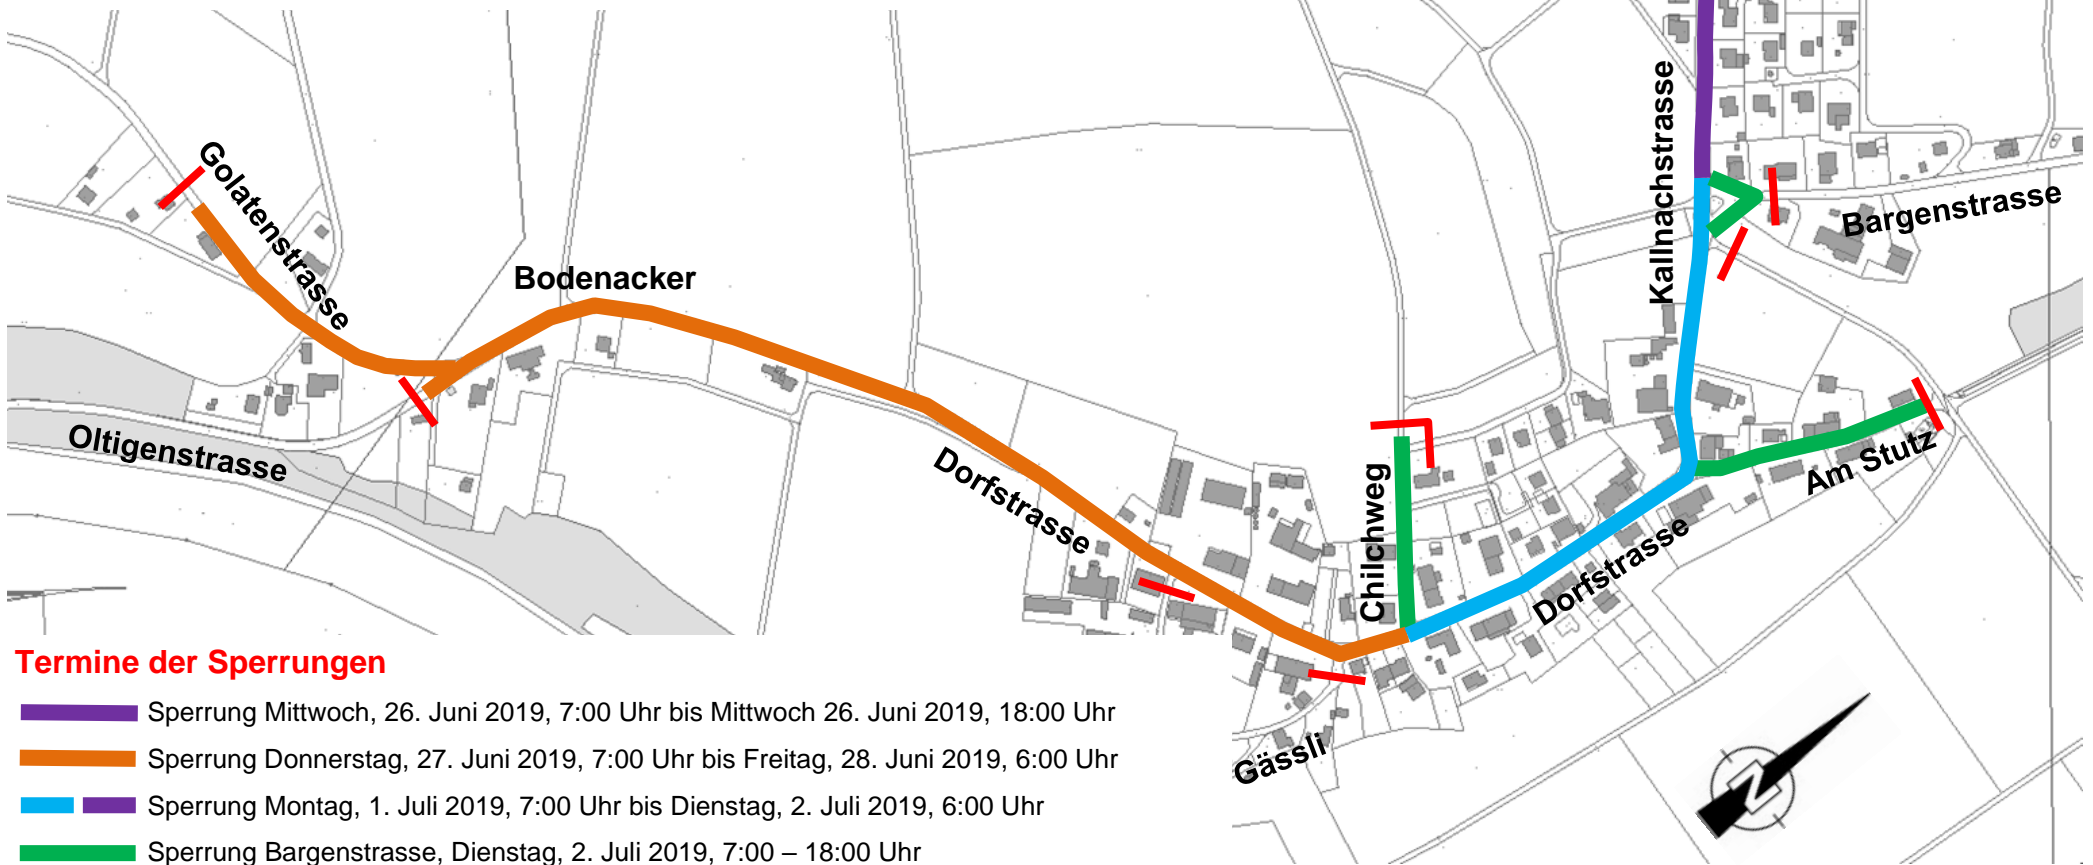 Golatenstrasse
Bodenacker
Kallnachstrasse
Bargenstrasse
Oltigenstrasse
Dorfstrasse
Chilchweg
Am Stutz
Dorfstrasse
Gässli
N
Termine der Sperrungen
Sperrung Mittwoch, 26. Juni 2019, 7:00 Uhr bis Mittwoch 26. Juni 2019, 18:00 Uhr
Sperrung Donnerstag, 27. Juni 2019, 7:00 Uhr bis Freitag, 28. Juni 2019, 6:00 Uhr
Sperrung Montag, 1. Juli 2019, 7:00 Uhr bis Dienstag, 2. Juli 2019, 6:00 Uhr
Sperrung Bargenstrasse, Dienstag, 2. Juli 2019, 7:00 – 18:00 Uhr